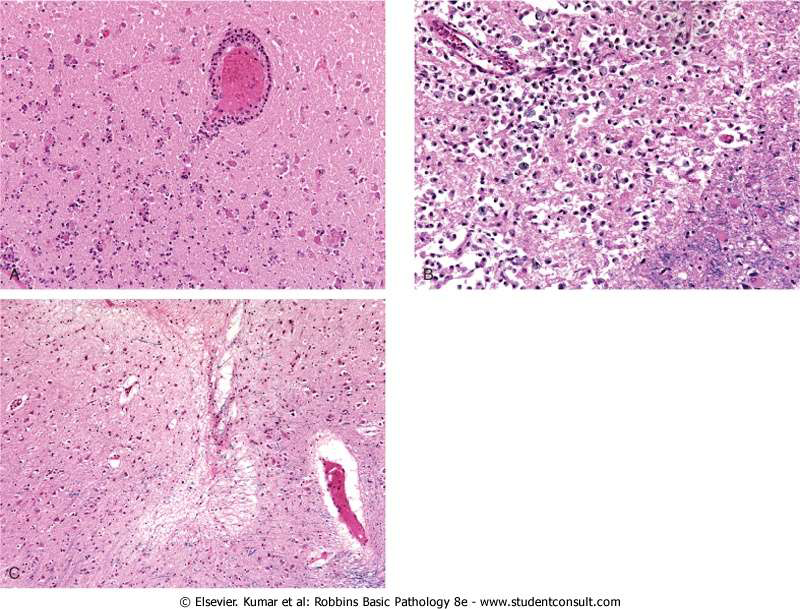 A
B
C
© Elsevier. Kumar et al: Robbins Basic Pathology 8e - www.studentconsult.com